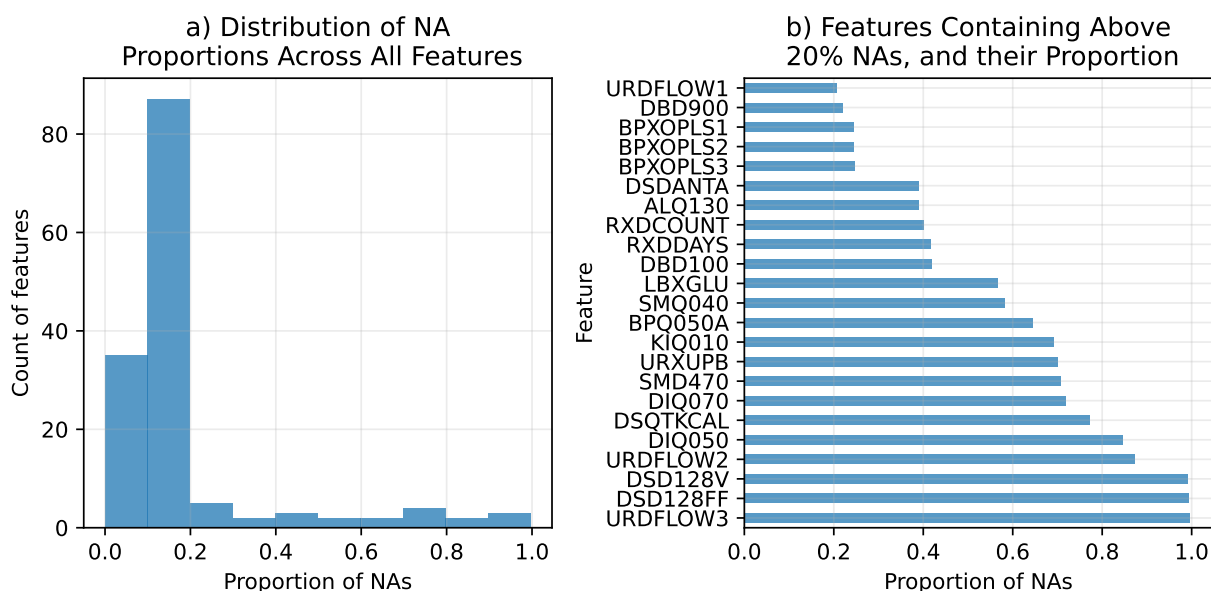 a) Distribution of NA
Proportions Across All Features
Count of features
80
60
40
20
0
0.0 0.2 0.4 0.6 0.8 1.0
Proportion of NAs
b) Features Containing Above
20% NAs, and their Proportion
Feature
URDFLOW1
DBD900
BPXOPLS1
BPXOPLS2
BPXOPLS3
DSDANTA
ALQ130
RXDCOUNT
RXDDAYS
DBD100
LBXGLU
SMQ040
BPQ050A
KIQ010
URXUPB
SMD470
DIQ070
DSQTKCAL
DIQ050
URDFLOW2
DSD128V
DSD128FF
URDFLOW3
0.0 0.2 0.4 0.6 0.8 1.0
Proportion of NAs